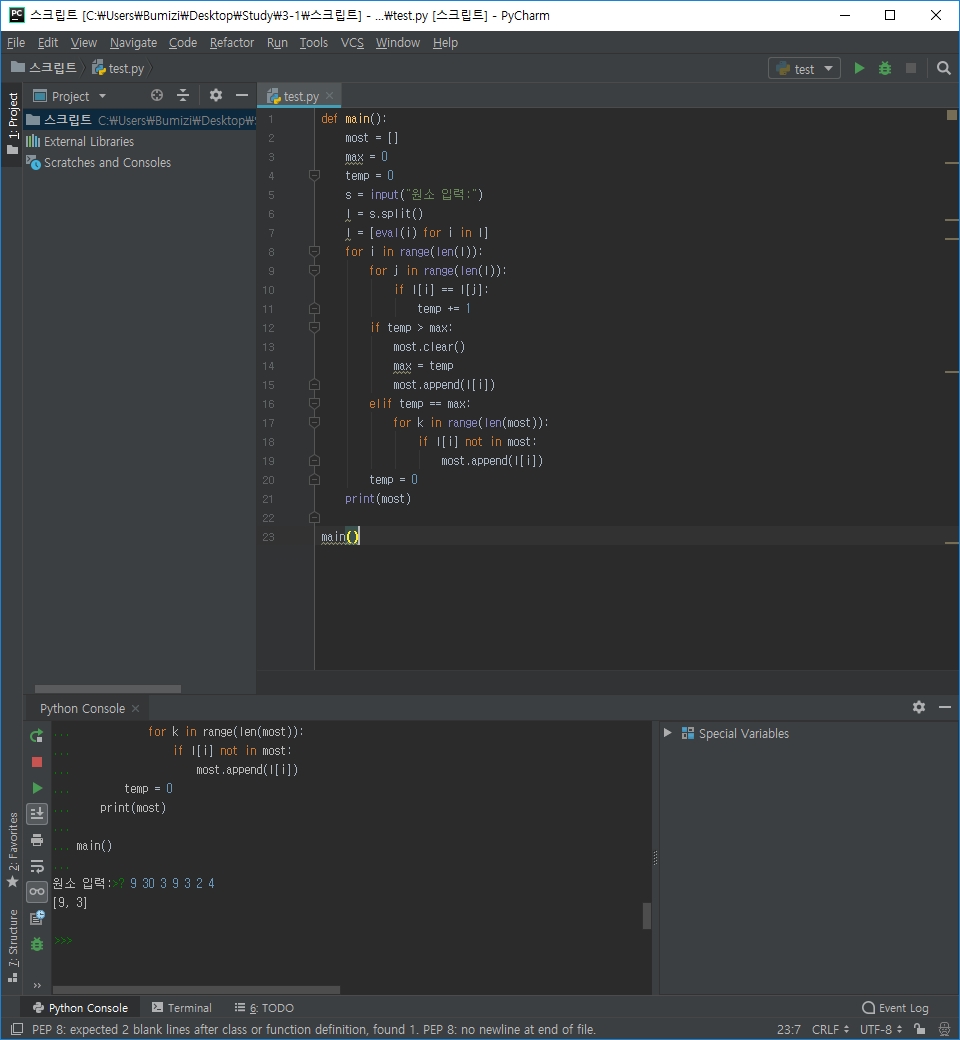 스크립트 [C:\Users\Bumizi\Desktop\Study\3-1\스크립트] - ...\test.py [스크립트] - PyCharm
File Edit View Navigate Code Refactor Run Tools VCS Window Help
스크립트 test.py test
1: Project
Project
스크립트 C:\Users\Bumizi\Desktop\S
External Libraries
Scratches and Consoles
test.py
1 def main():
2 most = []
3 max = 0
4 temp = 0
5 s = input("원소 입력:")
6 l = s.split()
7 l = [eval(i) for i in l]
8 for i in range(len(l)):
9 for j in range(len(l)):
10 if l[i] == l[j]:
11 temp += 1
12 if temp > max:
13 most.clear()
14 max = temp
15 most.append(l[i])
16 elif temp == max:
17 for k in range(len(most)):
18 if l[i] not in most:
19 most.append(l[i])
20 temp = 0
21 print(most)
22
23 main()
Python Console
... for k in range(len(most)):
... if l[i] not in most:
... most.append(l[i])
... temp = 0
... print(most)
...
... main()
...
원소 입력:>? 9 30 3 9 3 2 4
[9, 3]
>>>
Special Variables
2: Favorites
7: Structure
Python Console Terminal 6: TODO Event Log
PEP 8: expected 2 blank lines after class or function definition, found 1. PEP 8: no newline at end of file. 23:7 CRLF UTF-8